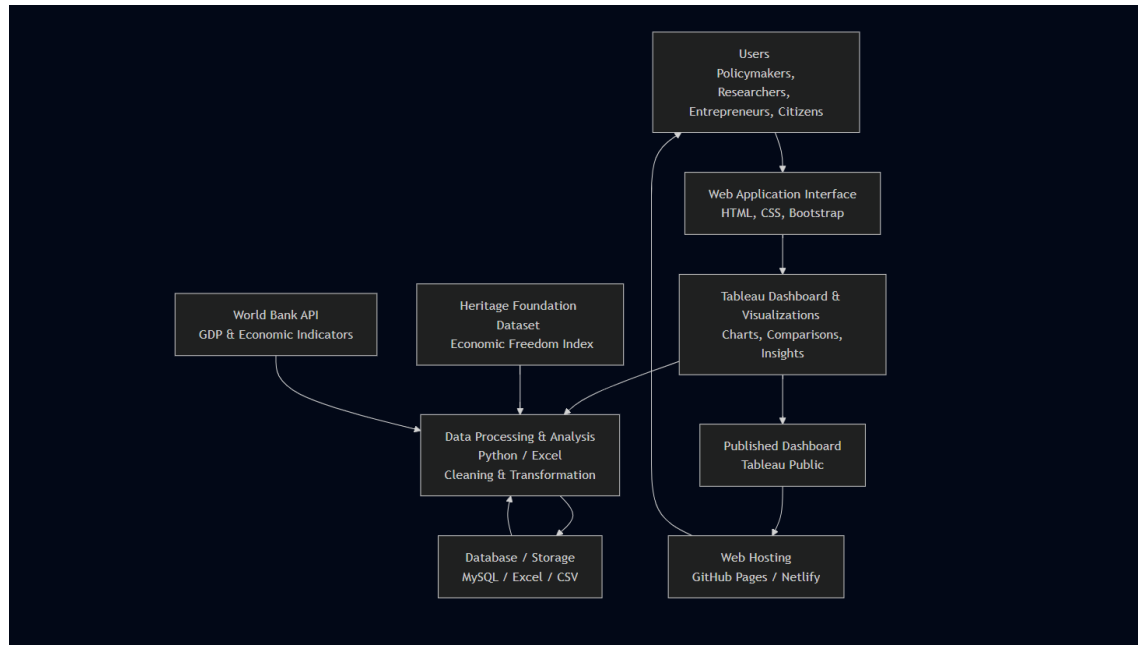 Users
Policymakers,
Researchers,
Entrepreneurs, Citizens
Web Application Interface
HTML, CSS, Bootstrap
World Bank API
GDP & Economic Indicators
Heritage Foundation
Dataset
Economic Freedom Index
Tableau Dashboard &
Visualizations
Charts, Comparisons,
Insights
Data Processing & Analysis
Python / Excel
Cleaning & Transformation
Published Dashboard
Tableau Public
Database / Storage
MySQL / Excel / CSV
Web Hosting
GitHub Pages / Netlify